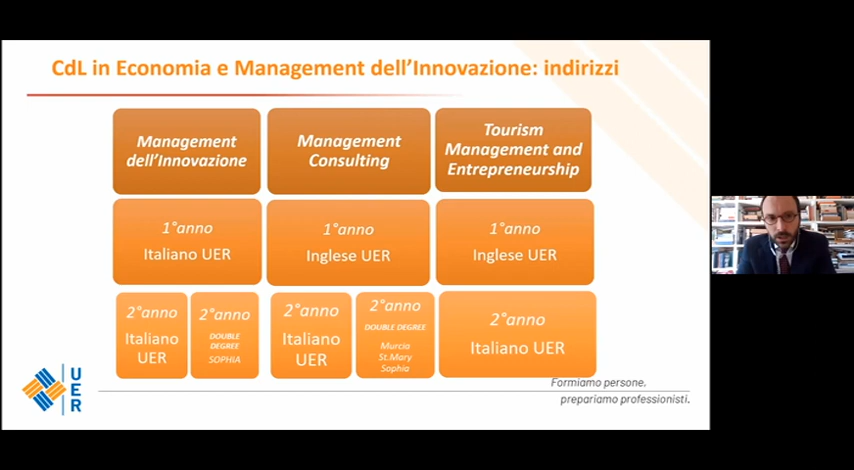 CdL in Economia e Management dell'Innovazione: indirizzi
Management
dell'Innovazione
Management
Consulting
Tourism
Management and
Entrepreneurship
1°anno
Italiano UER
1°anno
Inglese UER
1°anno
Inglese UER
2°anno
Italiano
UER
2°anno
DOUBLE
DEGREE
SOPHIA
2°anno
Italiano
UER
2°anno
DOUBLE DEGREE
Murcia
St.Mary
Sophia
2°anno
Italiano UER
UER
Formiamo persone,
prepariamo professionisti.